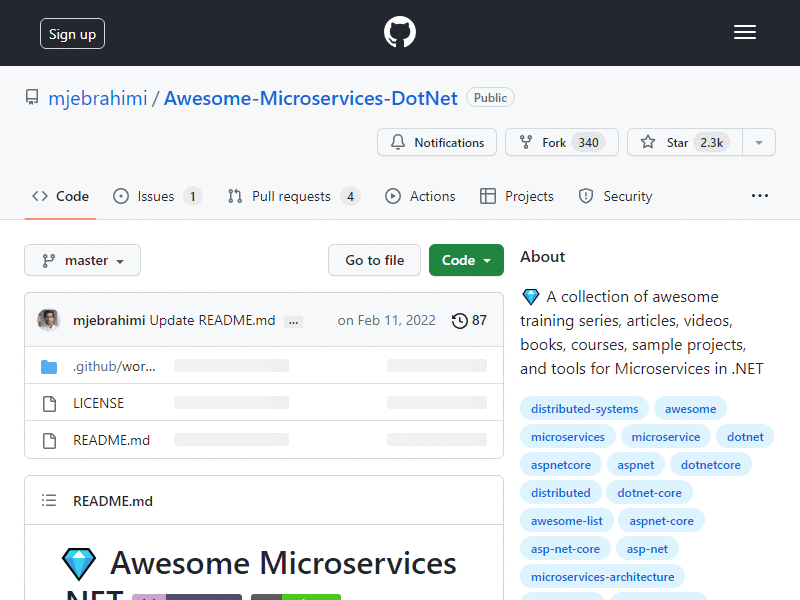 Sign up
mjebrahimi / Awesome-Microservices-DotNet Public
Notifications Fork 340 Star 2.3k
Code Issues 1 Pull requests 4 Actions Projects Security ...
master Go to file Code
mjebrahimi Update README.md ... on Feb 11, 2022 87
.github/wor...
LICENSE
README.md
README.md
Awesome Microservices
.NET
About
A collection of awesome
training series, articles, videos,
books, courses, sample projects,
and tools for Microservices in .NET
distributed-systems awesome
microservices microservice dotnet
aspnetcore aspnet dotnetcore
distributed dotnet-core
awesome-list aspnet-core
asp-net-core asp-net
microservices-architecture